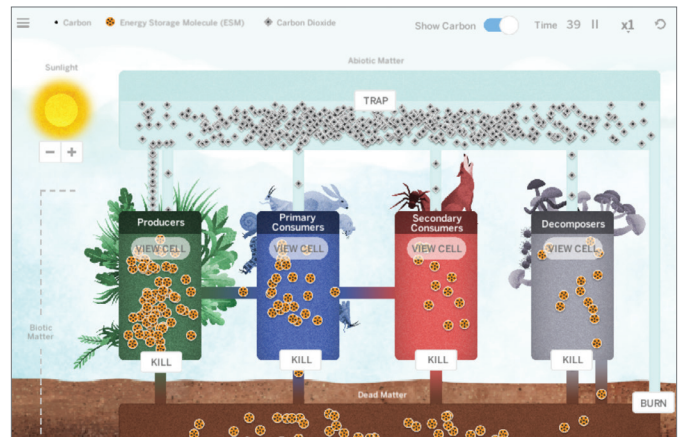 Carbon
Energy Storage Molecule (ESM)
Carbon Dioxide
Show Carbon
Time 39
x1
Sunlight
Abiotic Matter
TRAP
Producers
Primary
Consumers
Secondary
Consumers
Decomposers
VIEW CELL
VIEW CELL
VIEW CELL
VIEW CELL
Biotic
Matter
KILL
KILL
KILL
KILL
Dead Matter
BURN